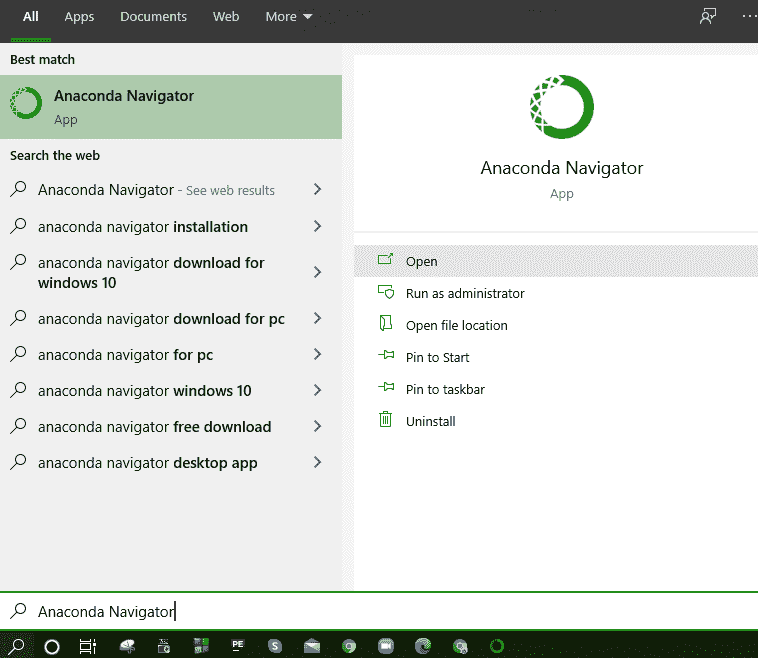 All Apps Documents Web More
Best match
Anaconda Navigator
App
Search the web
Anaconda Navigator - See web results
anaconda navigator installation
anaconda navigator download for
windows 10
anaconda navigator download for pc
anaconda navigator for pc
anaconda navigator windows 10
anaconda navigator free download
anaconda navigator desktop app
Anaconda Navigator
App
Open
Run as administrator
Open file location
Pin to Start
Pin to taskbar
Uninstall
Anaconda Navigator
PE
S